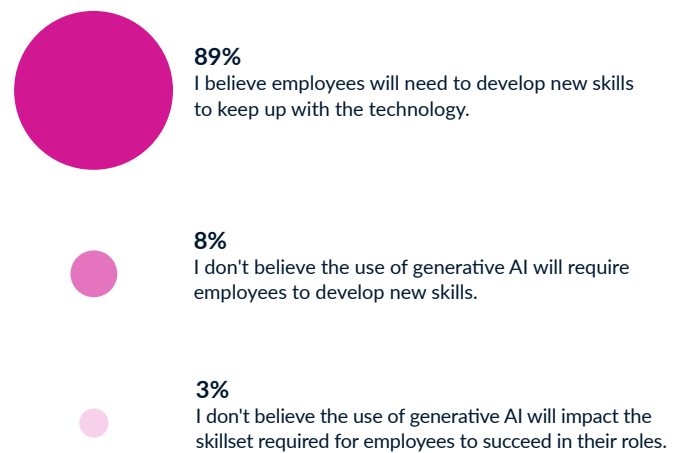 89%
I believe employees will need to develop new skills
to keep up with the technology.
8%
I don't believe the use of generative AI will require
employees to develop new skills.
3%
I don't believe the use of generative AI will impact the
skillset required for employees to succeed in their roles.